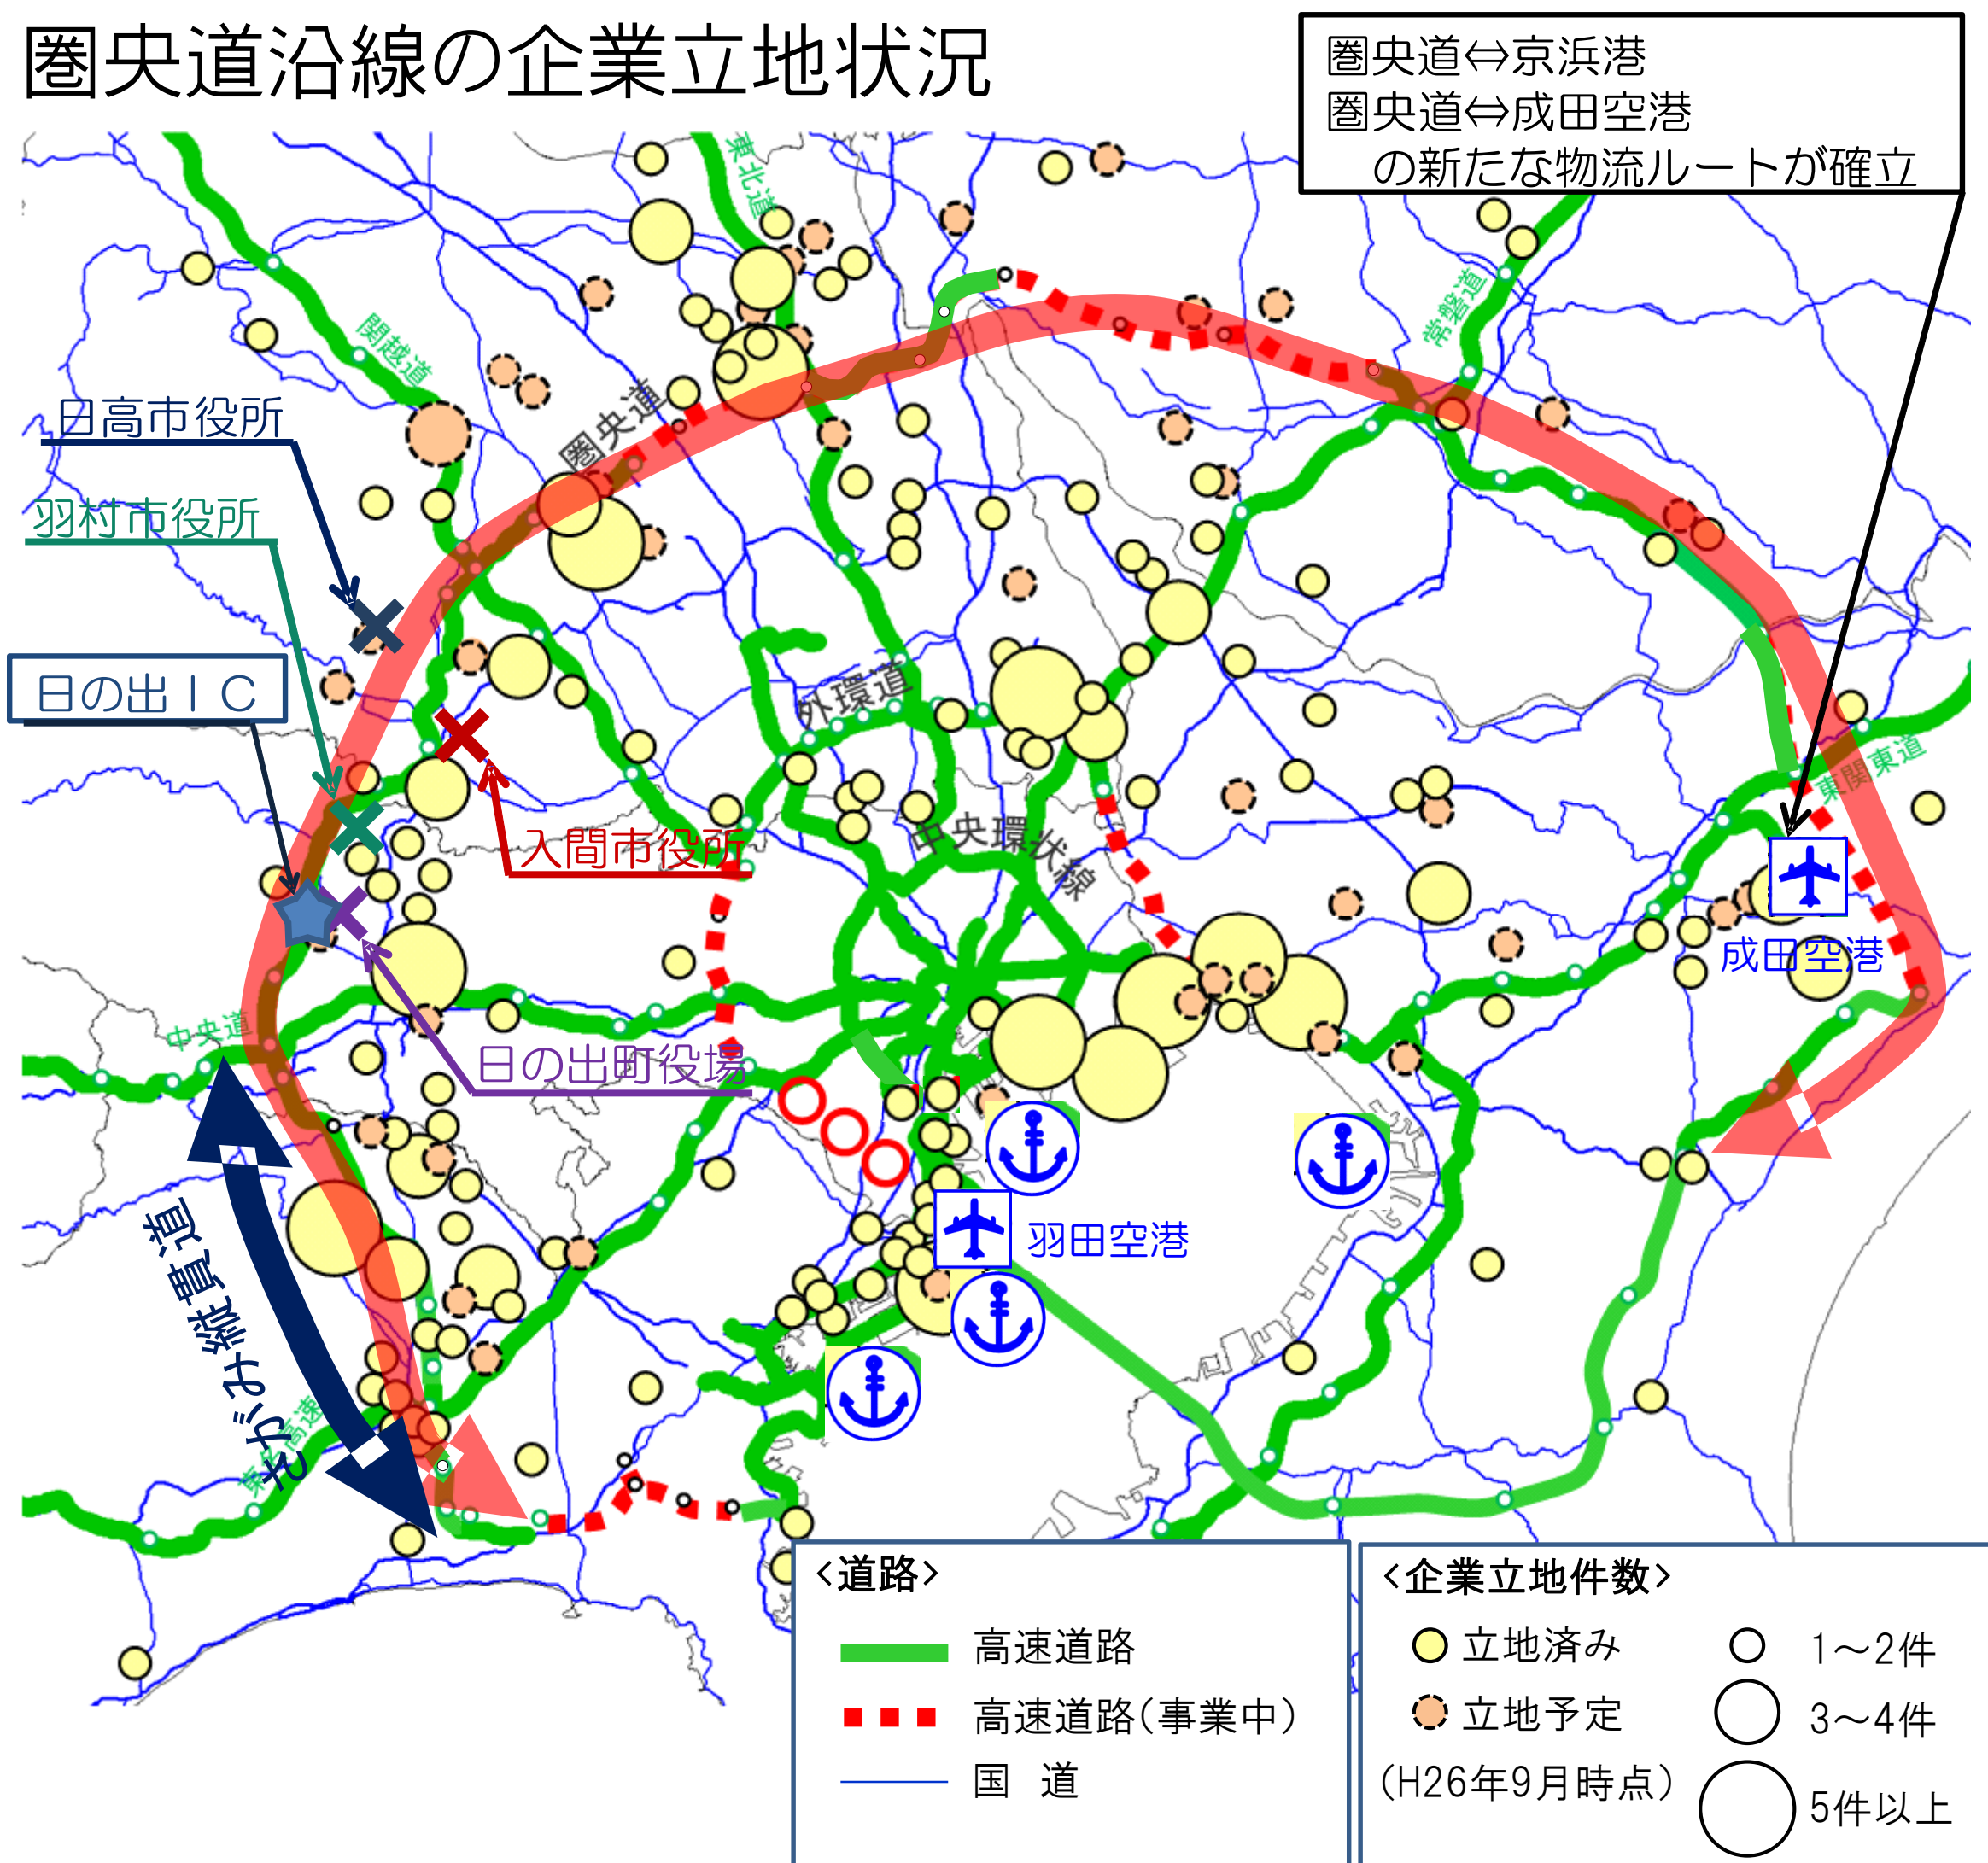 圏央道沿線の企業立地状況
圏央道⇔京浜港
圏央道⇔成田空港
の新たな物流ルートが確立
東北道
常磐道
関越道
圏央道
日高市役所
羽村市役所
日の出IC
外環道
東関東道
入間市役所
中央環状線
成田空港
中央道
日の出町役場
羽田空港
さがみ縦貫道
東名高速
<道路>
高速道路
高速道路(事業中)
国 道
<企業立地件数>
立地済み
1～2件
立地予定
3～4件
(H26年9月時点)
5件以上